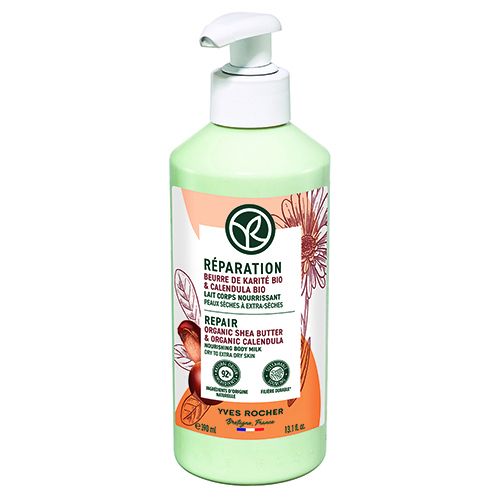 RÉPARATION
BEURRE DE KARITÉ BIO
& CALENDULA BIO
LAIT CORPS NOURRISSANT
PEAUX SÈCHES À EXTRA-SÈCHES
REPAIR
ORGANIC SHEA BUTTER
& ORGANIC CALENDULA
NOURISHING BODY MILK
DRY TO EXTRA DRY SKIN
92%
INGRÉDIENTS D'ORIGINE
NATURELLE
FILIÈRE DURABLE*
YVES ROCHER
Bretagne, France
e 390 ml
13.1 fl. oz.